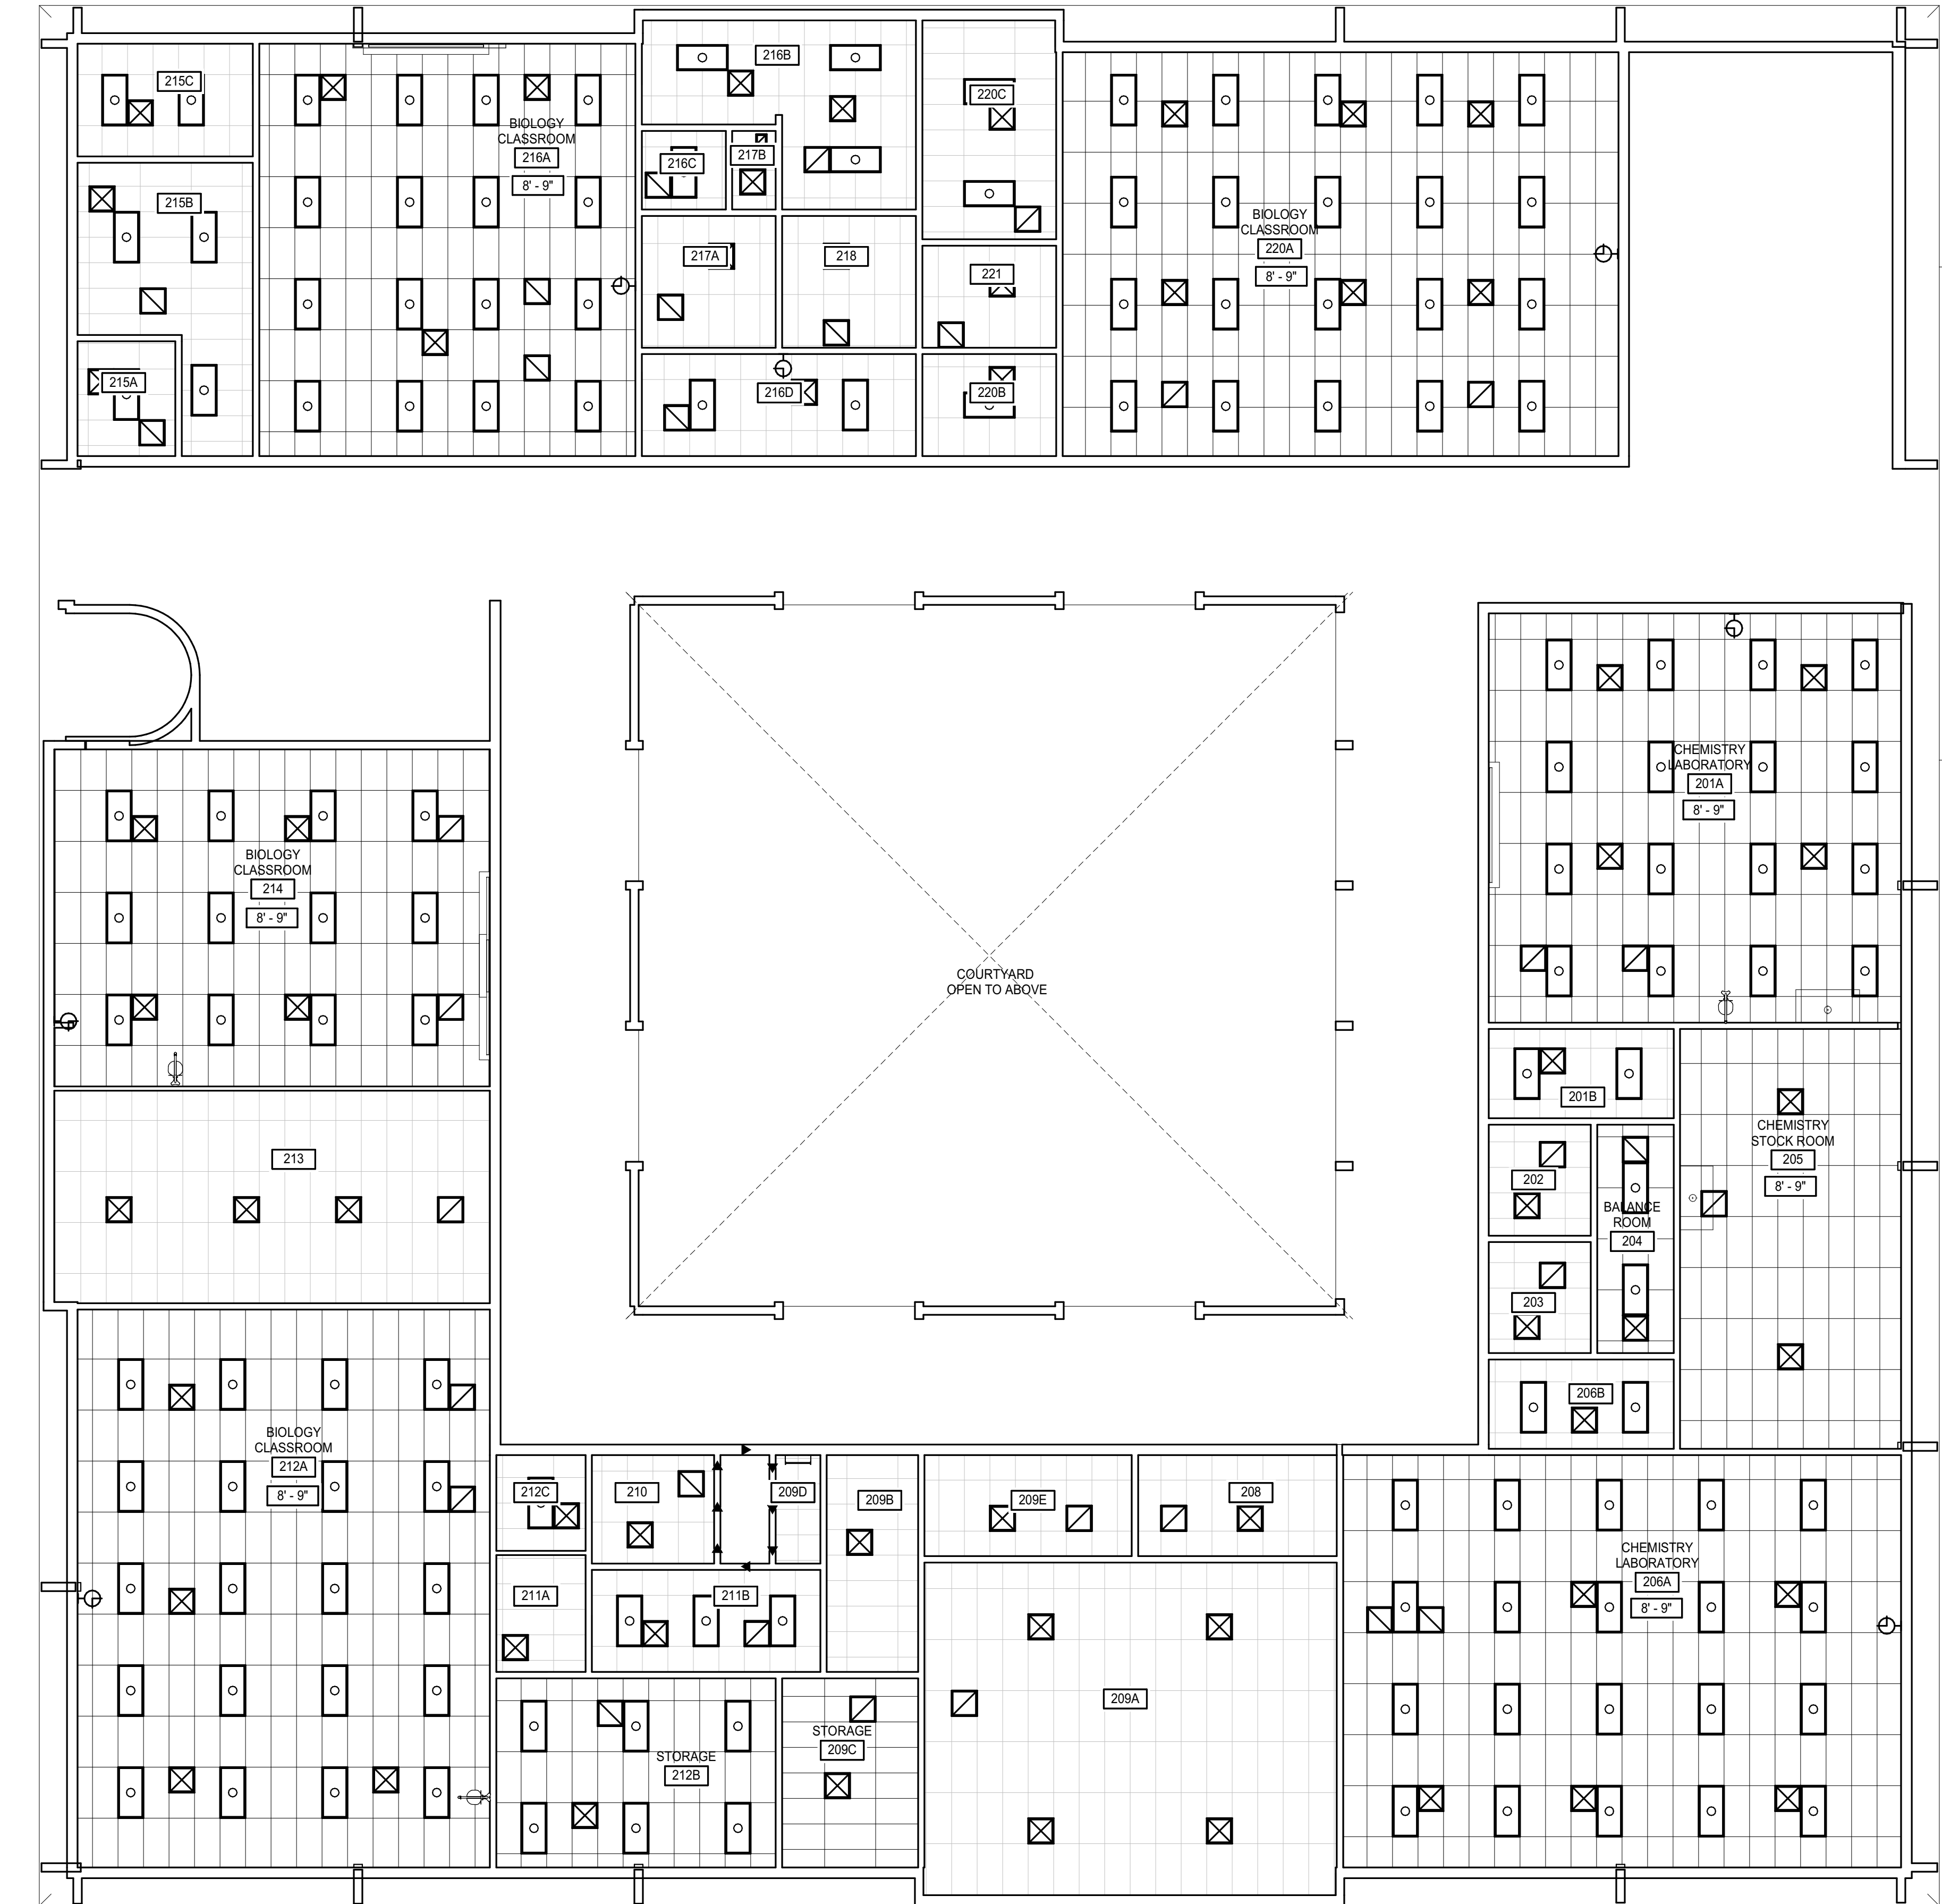 215C
216B
220C
BIOLOGY
CLASSROOM
216A
8' - 9"
216C
217B
215B
BIOLOGY
CLASSROOM
220A
8' - 9"
217A
218
221
215A
216D
220B
CHEMISTRY
LABORATORY
201A
8' - 9"
BIOLOGY
CLASSROOM
214
8' - 9"
COURTYARD
OPEN TO ABOVE
201B
CHEMISTRY
STOCK ROOM
205
8' - 9"
213
202
BALANCE
ROOM
204
203
206B
BIOLOGY
CLASSROOM
212A
8' - 9"
212C
210
209D
209B
209E
208
211A
211B
CHEMISTRY
LABORATORY
206A
8' - 9"
209A
STORAGE
209C
STORAGE
212B